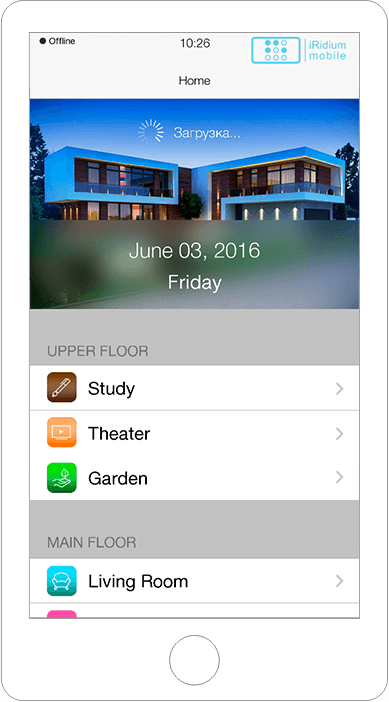 Offline
10:26
iRidium
mobile
Home
Загрузка...
June 03, 2016
Friday
UPPER FLOOR
Study
Theater
Garden
MAIN FLOOR
Living Room